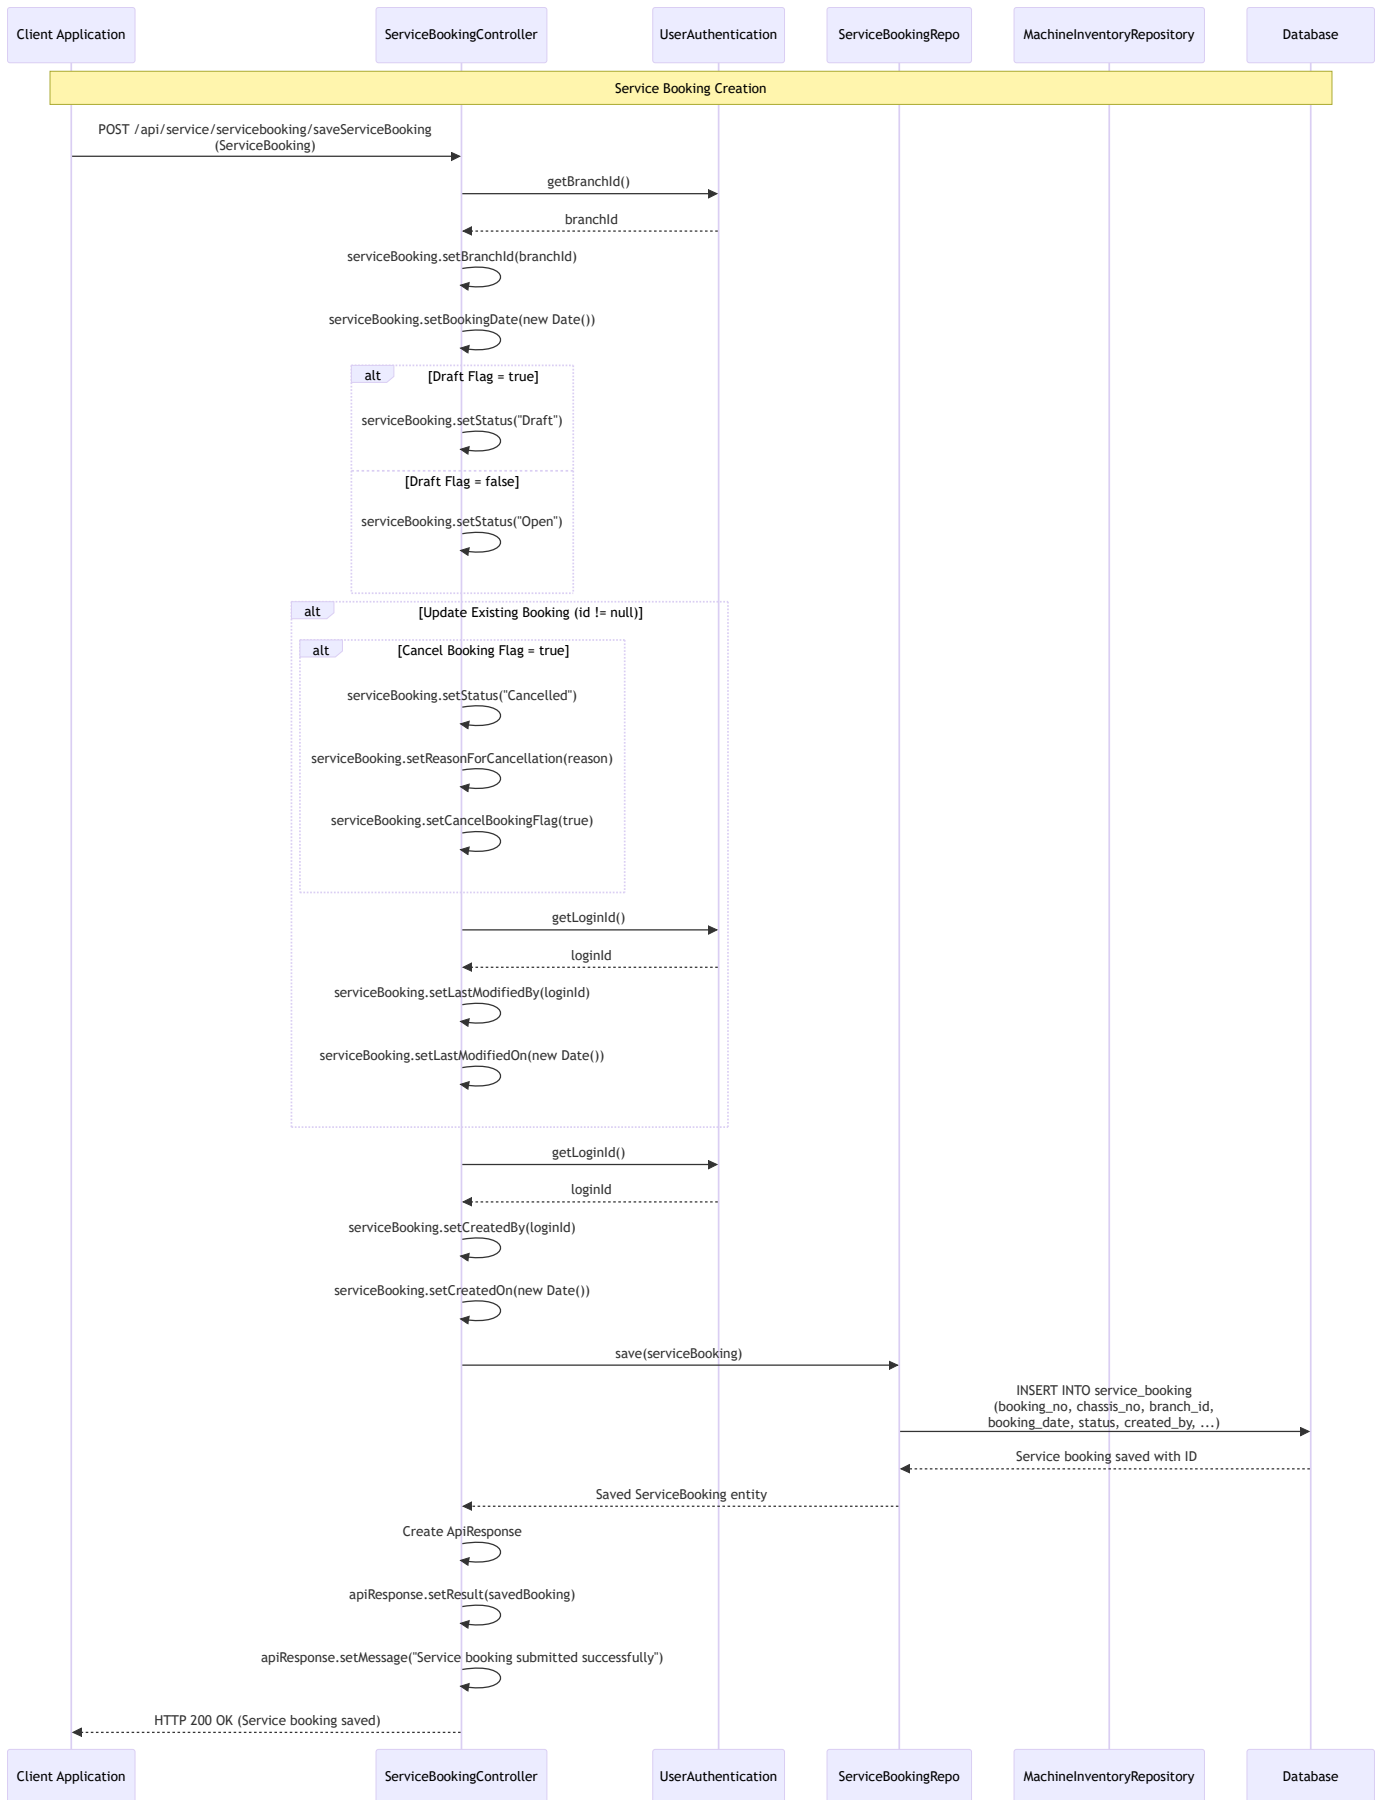 Client Application
ServiceBookingController
UserAuthentication
ServiceBookingRepo
MachineInventoryRepository
Database
Service Booking Creation
POST /api/service/servicebooking/saveServiceBooking
(ServiceBooking)
getBranchId()
branchId
serviceBooking.setBranchId(branchId)
serviceBooking.setBookingDate(new Date())
alt
[Draft Flag = true]
serviceBooking.setStatus("Draft")
[Draft Flag = false]
serviceBooking.setStatus("Open")
alt
[Update Existing Booking (id != null)]
alt
[Cancel Booking Flag = true]
serviceBooking.setStatus("Cancelled")
serviceBooking.setReasonForCancellation(reason)
serviceBooking.setCancelBookingFlag(true)
getLoginId()
loginId
serviceBooking.setLastModifiedBy(loginId)
serviceBooking.setLastModifiedOn(new Date())
getLoginId()
loginId
serviceBooking.setCreatedBy(loginId)
serviceBooking.setCreatedOn(new Date())
save(serviceBooking)
INSERT INTO service_booking
(booking_no, chassis_no, branch_id,
booking_date, status, created_by, ...)
Service booking saved with ID
Saved ServiceBooking entity
Create ApiResponse
apiResponse.setResult(savedBooking)
apiResponse.setMessage("Service booking submitted successfully")
HTTP 200 OK (Service booking saved)
Client Application
ServiceBookingController
UserAuthentication
ServiceBookingRepo
MachineInventoryRepository
Database